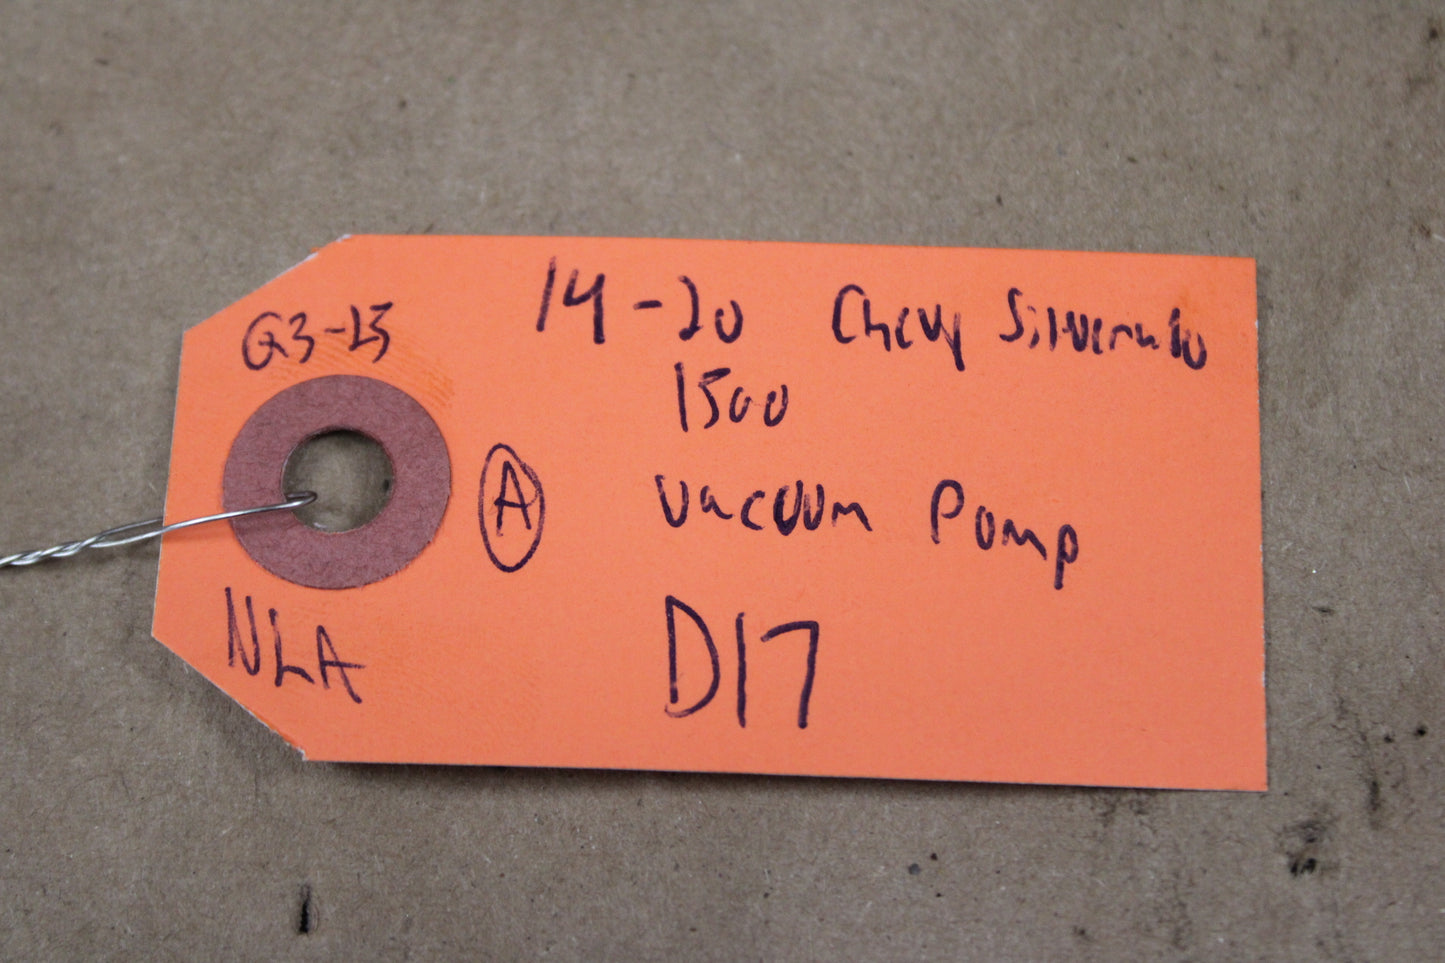 G3-23
14-20 Chevy Silverado
1500
A
Vacuum Pump
NLA
D17